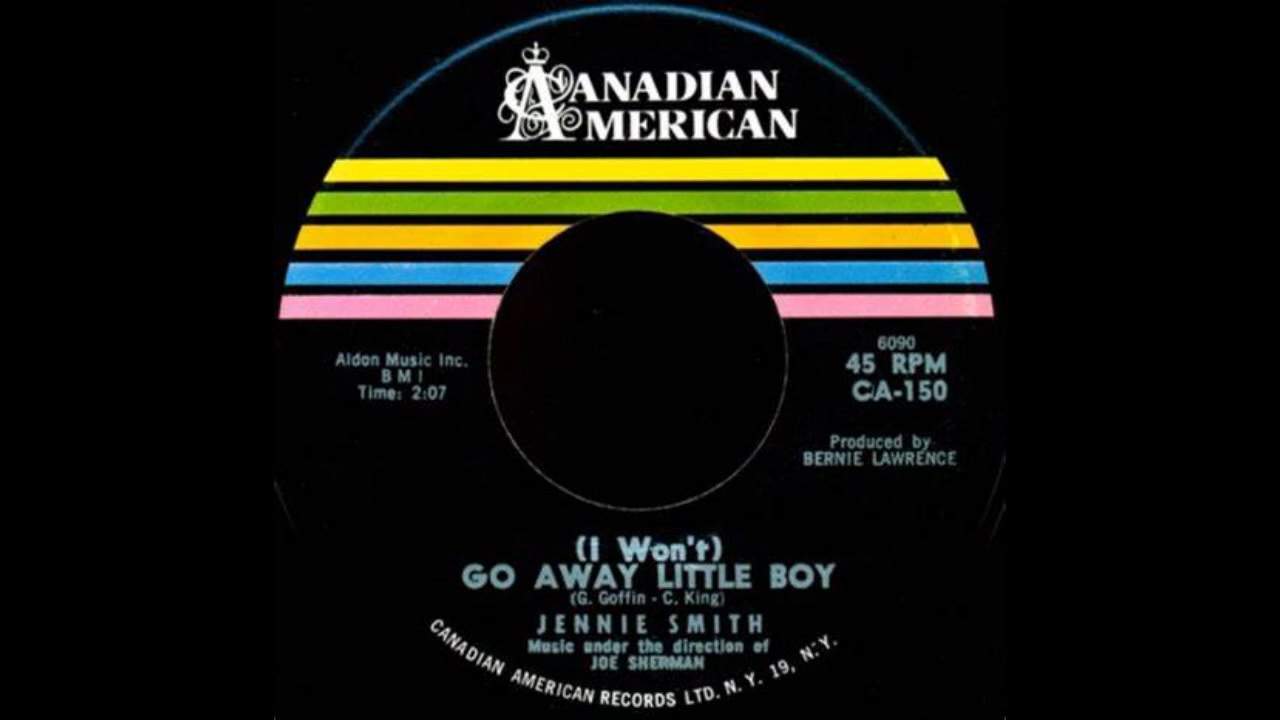 CANADIAN
AMERICAN
Aldon Music Inc.
B M I
Time: 2:07
6090
45 RPM
CA-150
Produced by
BERNIE LAWRENCE
(I Won't)
GO AWAY LITTLE BOY
(G. Goffin - C. King)
JENNIE SMITH
Music under the direction of
JOE SHERMAN
CANADIAN AMERICAN RECORDS LTD. N. Y. 19, N. Y.